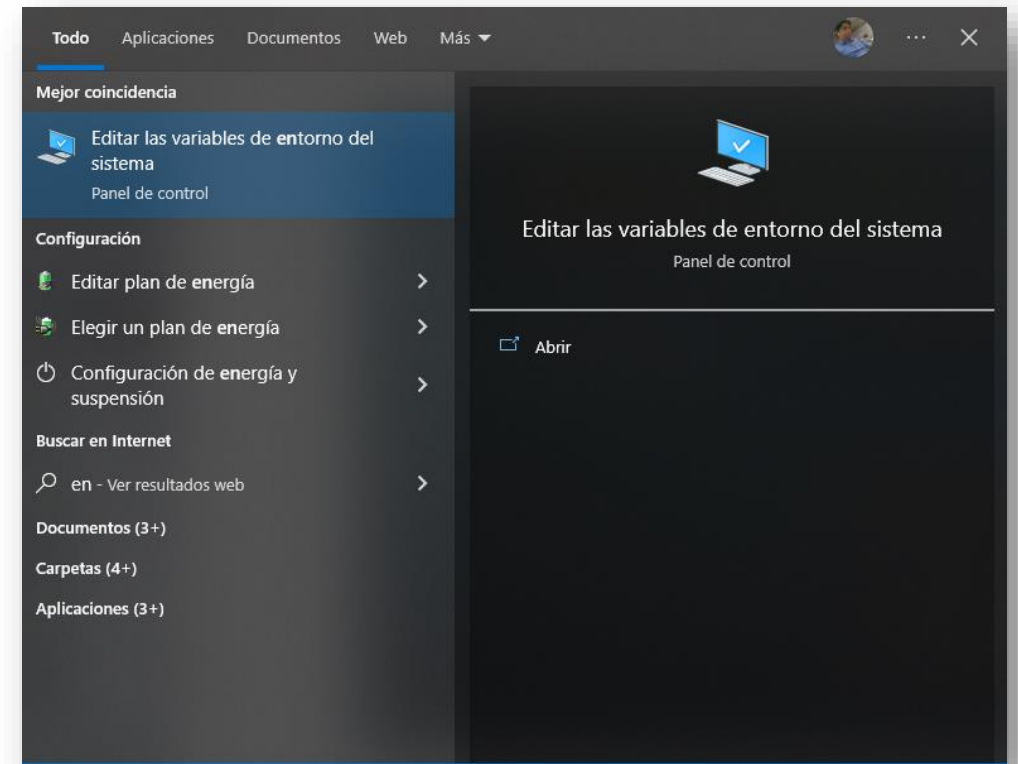 Todo Aplicaciones Documentos Web Más
Mejor coincidencia
Editar las variables de entorno del
sistema
Panel de control
Configuración
Editar plan de energía
Elegir un plan de energía
Configuración de energía y
suspensión
Buscar en Internet
en - Ver resultados web
Documentos (3+)
Carpetas (4+)
Aplicaciones (3+)
Editar las variables de entorno del sistema
Panel de control
Abrir